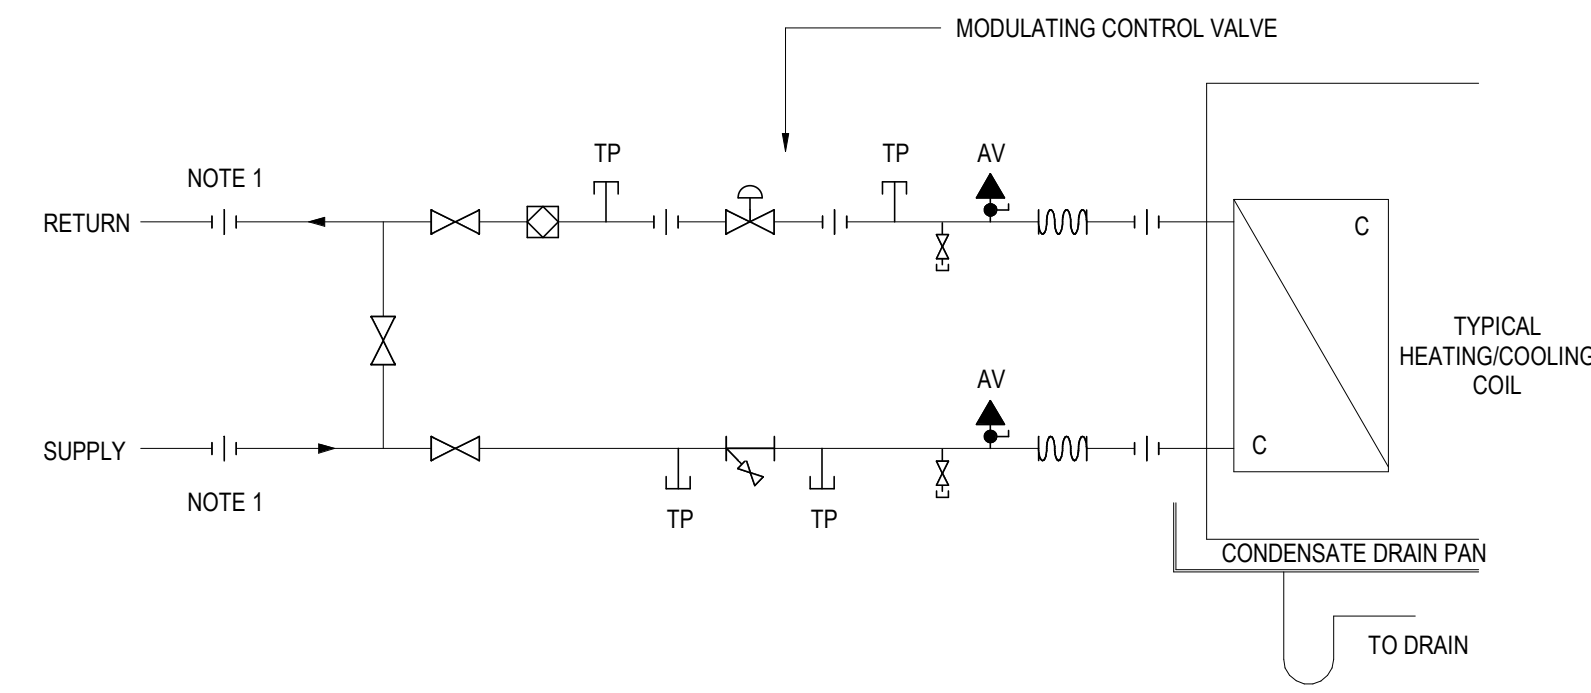 MODULATING CONTROL VALVE
TP
TP
AV
NOTE 1
RETURN
C
TYPICAL
HEATING/COOLING
COIL
AV
C
SUPPLY
NOTE 1
TP
TP
CONDENSATE DRAIN PAN
TO DRAIN